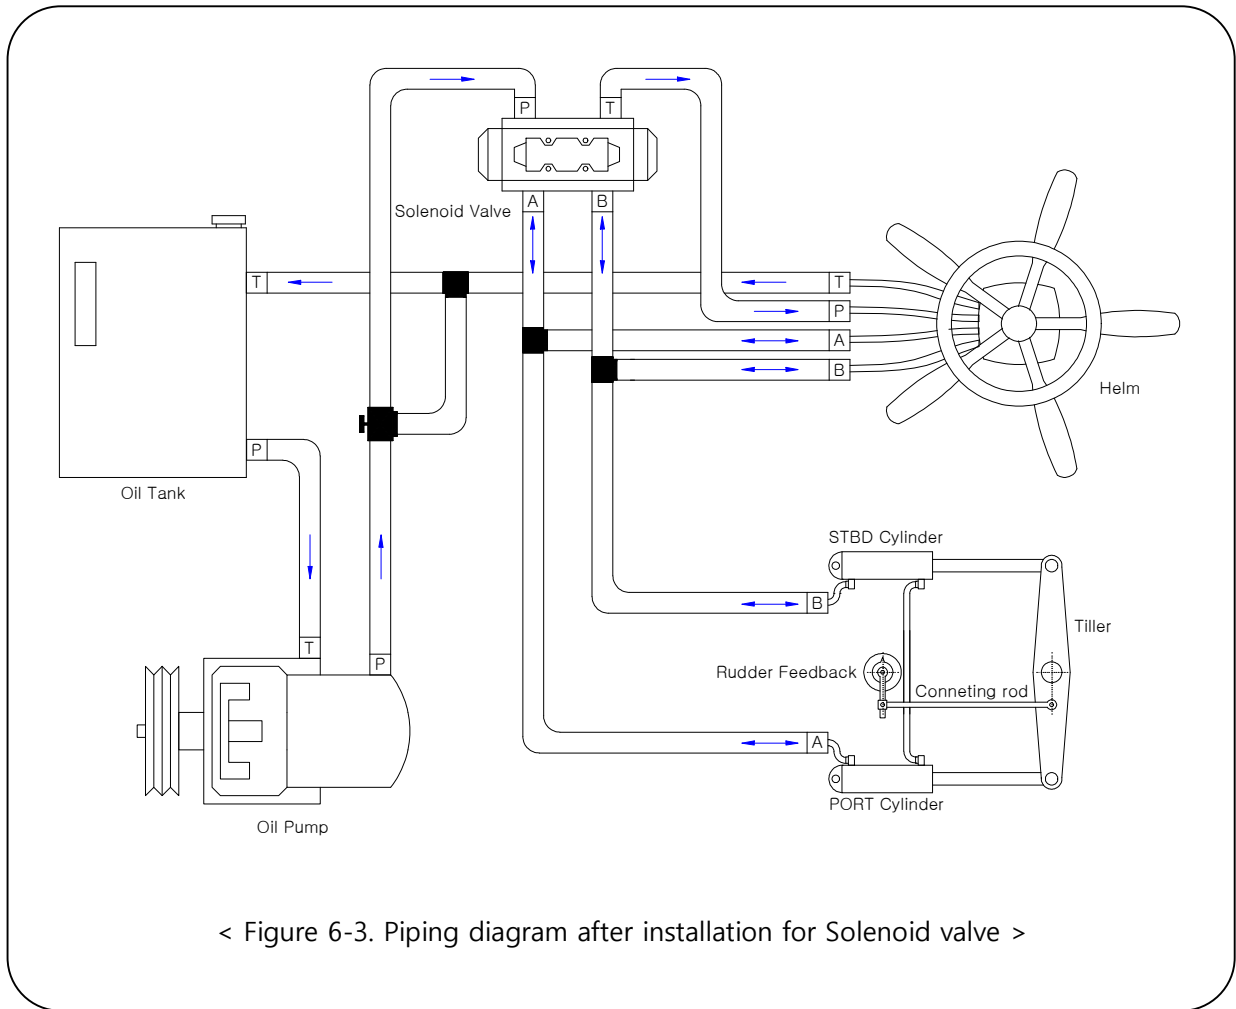 P
T
Solenoid Valve
A
B
T
T
P
A
B
Helm
P
Oil Tank
STBD Cylinder
B
Tiller
T
P
Rudder Feedback
Conneting rod
A
PORT Cylinder
Oil Pump
< Figure 6-3. Piping diagram after installation for Solenoid valve >